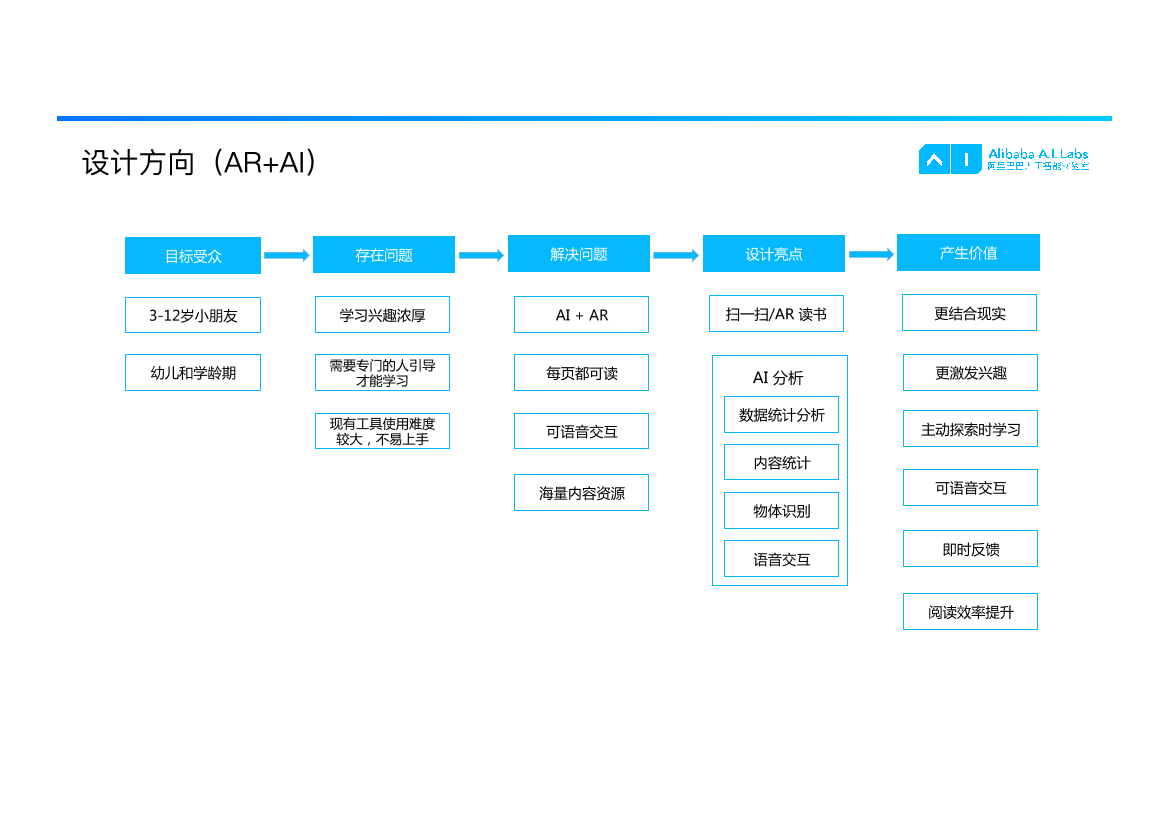 设计方向（AR+AI）
Alibaba A.I. Labs
阿里巴巴人工智能实验室
目标受众
3-12岁小朋友
幼儿和学龄期
存在问题
学习兴趣浓厚
需要专门的人引导
才能学习
现有工具使用难度
较大，不易上手
解决问题
AI + AR
每页都可读
可语音交互
海量内容资源
设计亮点
扫一扫/AR 读书
AI 分析
数据统计分析
内容统计
物体识别
语音交互
产生价值
更结合现实
更激发兴趣
主动探索时学习
可语音交互
即时反馈
阅读效率提升